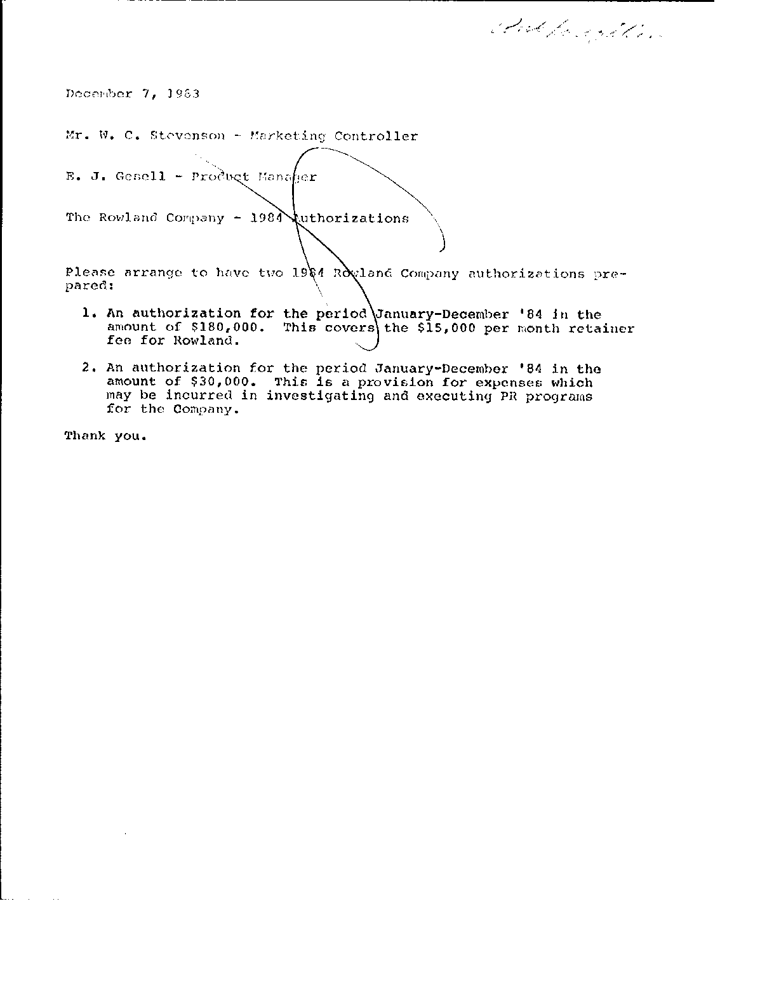 December 7, 1983
Mr. W. C. Stevenson - Marketing Controller
E. J. Gesell - Product Manager
The Rowland Company - 1984 Authorizations
Please arrange to have two 1984 Rowland Company authorizations pre-
pared:
1. An authorization for the period January-December '84 in the
amount of $180,000. This covers the $15,000 per month retainer
fee for Rowland.
2. An authorization for the period January-December '84 in the
amount of $30,000. This is a provision for expenses which
may be incurred in investigating and executing PR programs
for the Company.
Thank you.